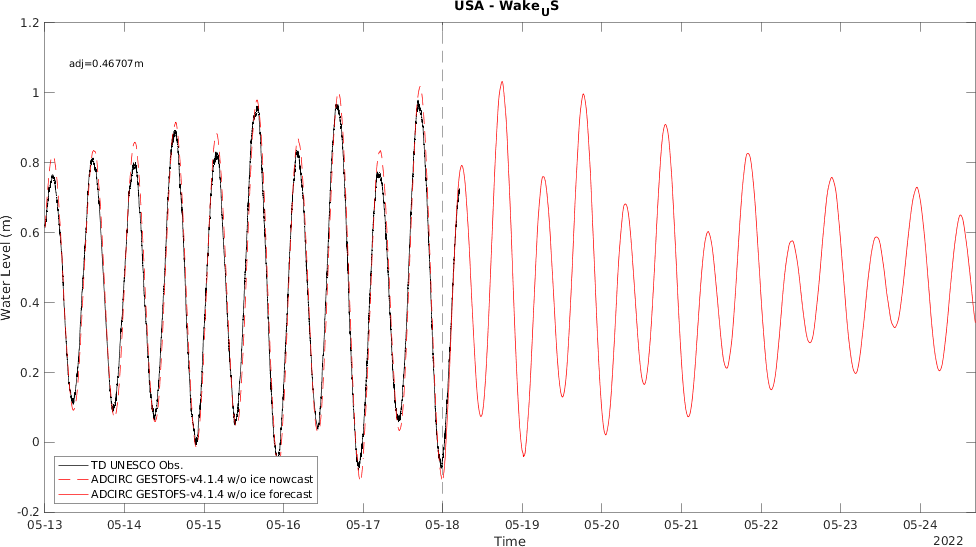 USA - Wake_US
adj=0.46707m
Water Level (m)
1.2
1
0.8
0.6
0.4
0.2
0
-0.2
TD UNESCO Obs.
ADCIRC GESTOFS-v4.1.4 w/o ice nowcast
ADCIRC GESTOFS-v4.1.4 w/o ice forecast
05-13 05-14 05-15 05-16 05-17 05-18 05-19 05-20 05-21 05-22 05-23 05-24
Time
2022